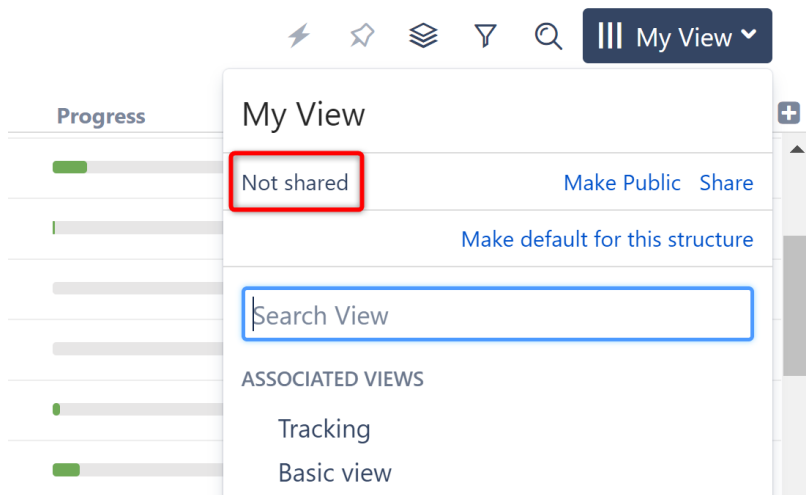 My View
Progress
My View
Not shared Make Public Share
Make default for this structure
Search View
ASSOCIATED VIEWS
Tracking
Basic view